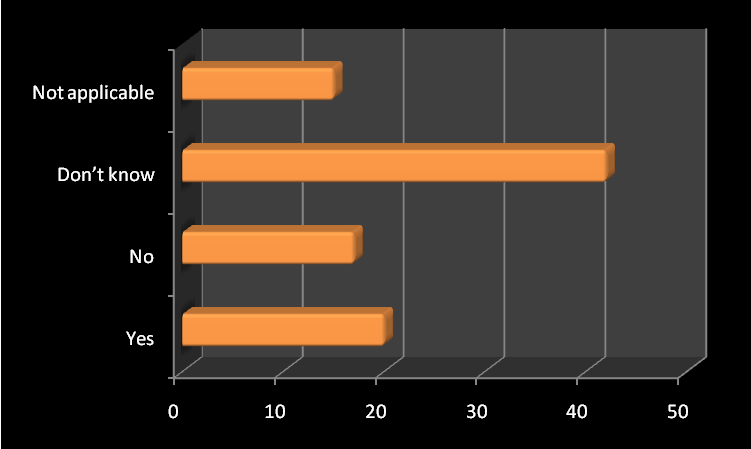 Not applicable
Don’t know
No
Yes
0 10 20 30 40 50